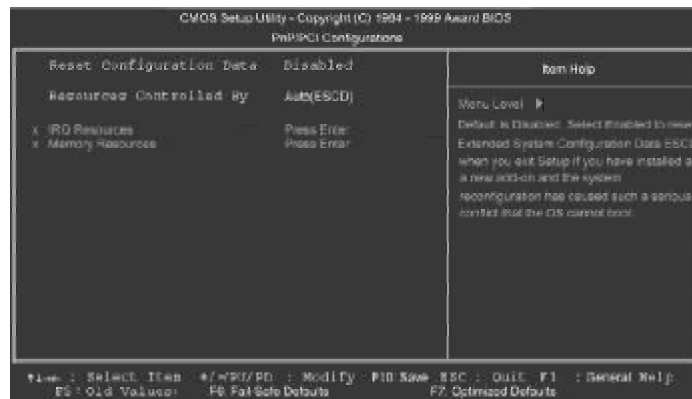 CMOS Setup Utility - Copyright (C) 1984 - 1999 Award BIOS
PnP/PCI Configurations
Reset Configuration Data Disabled
Resources Controlled By Auto(ESCD)
x IRQ Resources Press Enter
x Memory Resources Press Enter
Item Help
Menu Level
Default is Disabled. Select Enabled to rese
Extended System Configuration Data ESCD
when you exit Setup if you have installed a
a new add-on and the system
reconfiguration has caused such a serious
conflict that the OS cannot boot.
: Select Item +/-/PU/PD : Modify F10 Save ESC : Quit F1 : General Help
F5 : Old Values F6: Fail-Safe Defaults F7: Optimized Defaults